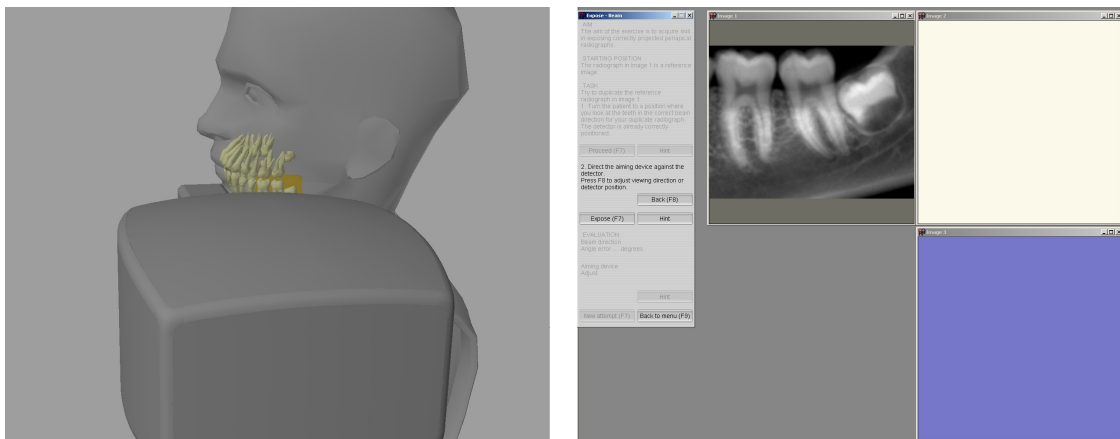 Expose - Beam
AIM
The aim of the exercise is to acquire skill
in exposing correctly projected periapical
radiographs.
STARTING POSITION
The radiograph in Image 1 is a reference
image.
TASK
Try to duplicate the reference
radiograph in Image 1.
1. Turn the patient to a position where
you look at the teeth in the correct beam
direction for your duplicate radiograph.
The detector is already correctly
positioned.
Proceed (F7)
Hint
2. Direct the aiming device against the
detector.
Press F8 to adjust viewing direction or
detector position.
Back (F8)
Expose (F7)
Hint
EVALUATION
Beam direction
Angle error: degrees.
Aiming device
Adjust
Hint
New attempt (F7)
Back to menu (F9)
Image 1
Image 2
Image 3